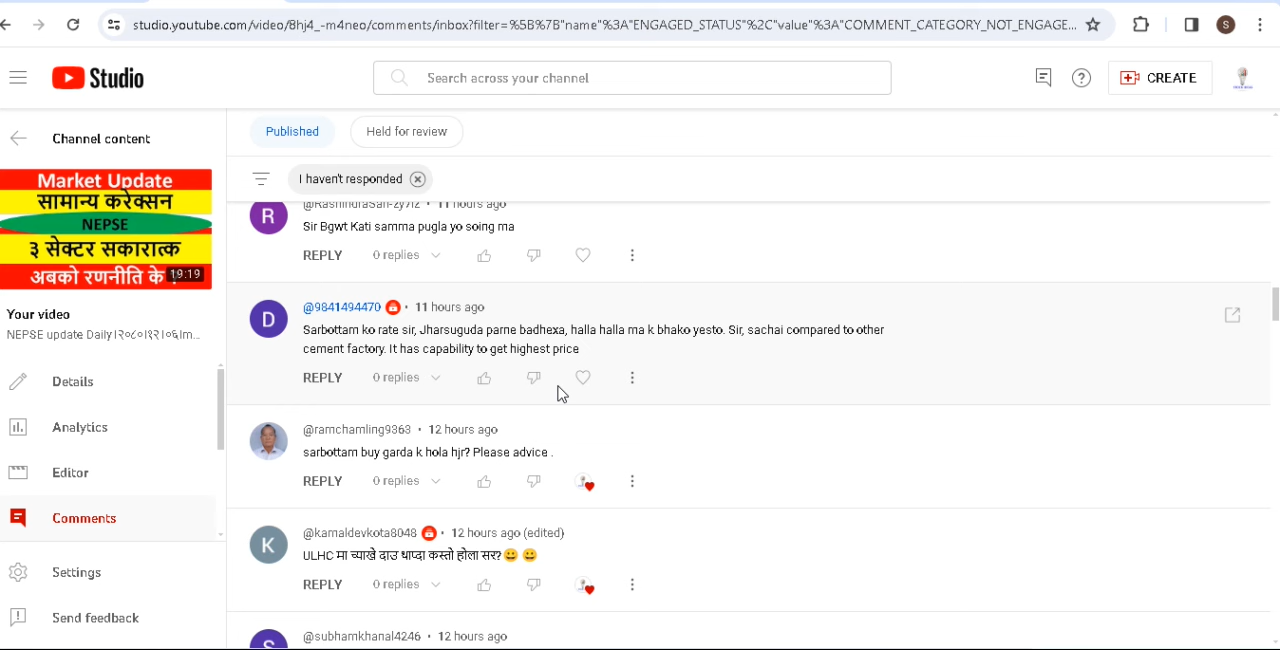 studio.youtube.com/video/8hj4_-m4neo/comments/inbox?filter=%5B%7B"name"%3A"ENGAGED_STATUS"%2C"value"%3A"COMMENT_CATEGORY_NOT_ENGAGE...
S
Studio
Search across your channel
CREATE
Channel content
Published
Held for review
Market Update
सामान्य करेक्सन
NEPSE
३ सेक्टर सकारात्क
अबको रणनीति के
19:19
I haven't responded
11 hours ago
R
Sir Bgwt Kati samma pugla yo soing ma
REPLY 0 replies
Your video
NEPSE update Daily
D
@9841494470 • 11 hours ago
Sarbottam ko rate sir, Jharsuguda parne badhexa, halla halla ma k bhako yesto. Sir, sachai compared to other
cement factory. It has capability to get highest price
REPLY 0 replies
Details
Analytics
Editor
Comments
Settings
Send feedback
@ramchamling9363 • 12 hours ago
sarbottam buy garda k hola hjr? Please advice .
REPLY 0 replies
K
@kamaldevkota8048 • 12 hours ago (edited)
ULHC मा च्याखे दाउ थाप्दा कस्तो होला सर?😀 😀
REPLY 0 replies
S
@subhamkhanal4246 • 12 hours ago